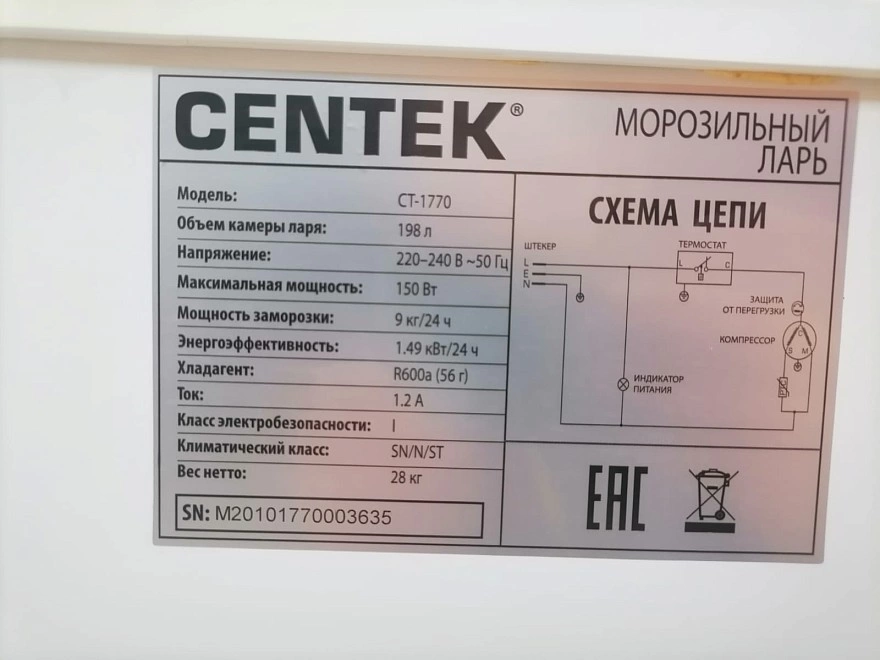 CENTEK®
МОРОЗИЛЬНЫЙ
ЛАРЬ
Модель: CT-1770
Объем камеры ларя: 198 л
Напряжение: 220–240 В ~50 Гц
Максимальная мощность: 150 Вт
Мощность заморозки: 9 кг/24 ч
Энергоэффективность: 1.49 кВт/24 ч
Хладагент: R600a (56 г)
Ток: 1.2 А
Класс электробезопасности: I
Климатический класс: SN/N/ST
Вес нетто: 28 кг
SN: M20101770003635
СХЕМА ЦЕПИ
ШТЕКЕР
ТЕРМОСТАТ
L
E
N
L C
ЗАЩИТА
ОТ ПЕРЕГРУЗКИ
КОМПРЕССОР
C
S M
ИНДИКАТОР
ПИТАНИЯ
EAC